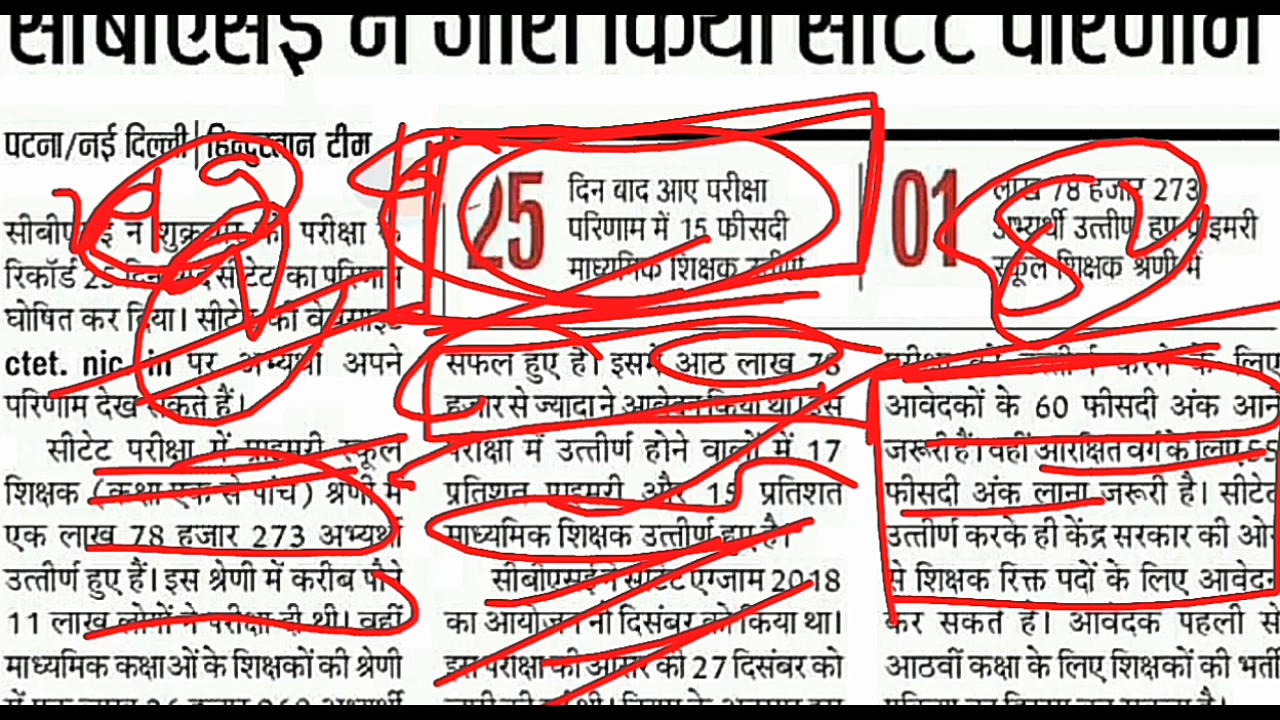 सीबीएसई ने जारी किया सीटेट परिणाम
पटना/नई दिल्ली | हिन्दुस्तान टीम
25 दिन बाद आए परीक्षा
परिणाम में 15 फीसदी
माध्यमिक शिक्षक उत्तीर्ण
01 लाख 78 हजार 273
अभ्यर्थी उत्तीर्ण हुए प्राइमरी
स्कूल शिक्षक श्रेणी में
सीबीएसई ने शुक्रवार को परीक्षा के
रिकॉर्ड 25 दिन बाद सीटेट का परिणाम
घोषित कर दिया। सीटेट की वेबसाइट
ctet. nic. in पर अभ्यर्थी अपने
परिणाम देख सकते हैं।
सीटेट परीक्षा में प्राइमरी स्कूल
शिक्षक (कक्षा एक से पांच) श्रेणी में
एक लाख 78 हजार 273 अभ्यर्थी
उत्तीर्ण हुए हैं। इस श्रेणी में करीब पौने
11 लाख लोगों ने परीक्षा दी थी। वहीं
माध्यमिक कक्षाओं के शिक्षकों की श्रेणी
सफल हुए हैं। इसमें आठ लाख 78
हजार से ज्यादा ने आवेदन किया था। इस
परीक्षा में उत्तीर्ण होने वालों में 17
प्रतिशत प्राइमरी और 15 प्रतिशत
माध्यमिक शिक्षक उत्तीर्ण हुए है।
सीबीएसई ने सीटेट एग्जाम 2018
का आयोजन नौ दिसंबर को किया था।
इस परीक्षा की आंसर की 27 दिसंबर को
परीक्षा को उत्तीर्ण करने के लिए
आवेदकों के 60 फीसदी अंक आन
जरूरी हैं। वहीं आरक्षित वर्ग के लिए 55
फीसदी अंक लाना जरूरी है। सीटेट
उत्तीर्ण करके ही केंद्र सरकार की ओर
से शिक्षक रिक्त पदों के लिए आवेदन
कर सकते हैं। आवेदक पहली से
आठवीं कक्षा के लिए शिक्षकों की भर्ती